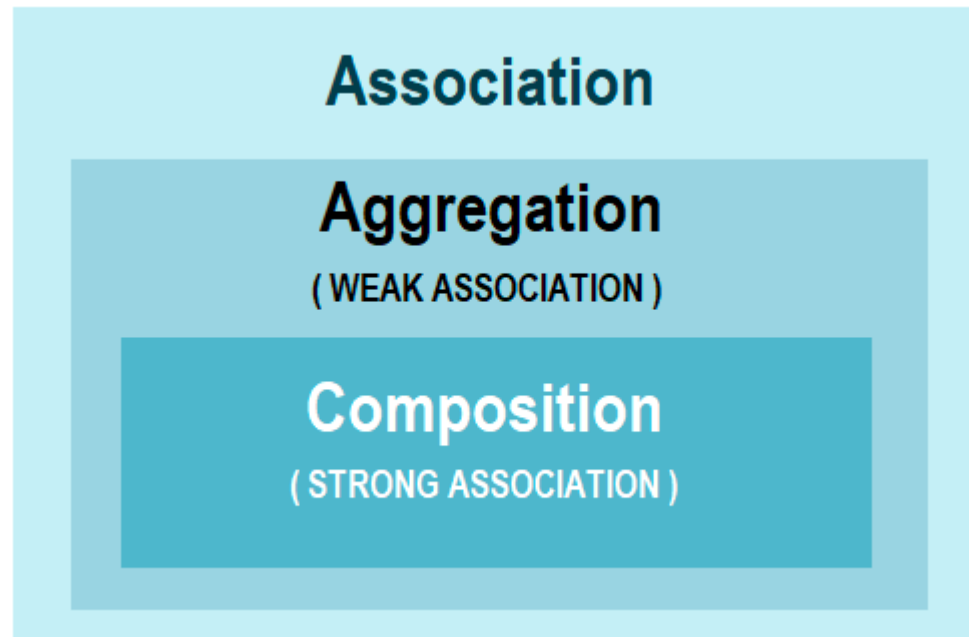 Association
Aggregation
( WEAK ASSOCIATION )
Composition
( STRONG ASSOCIATION )